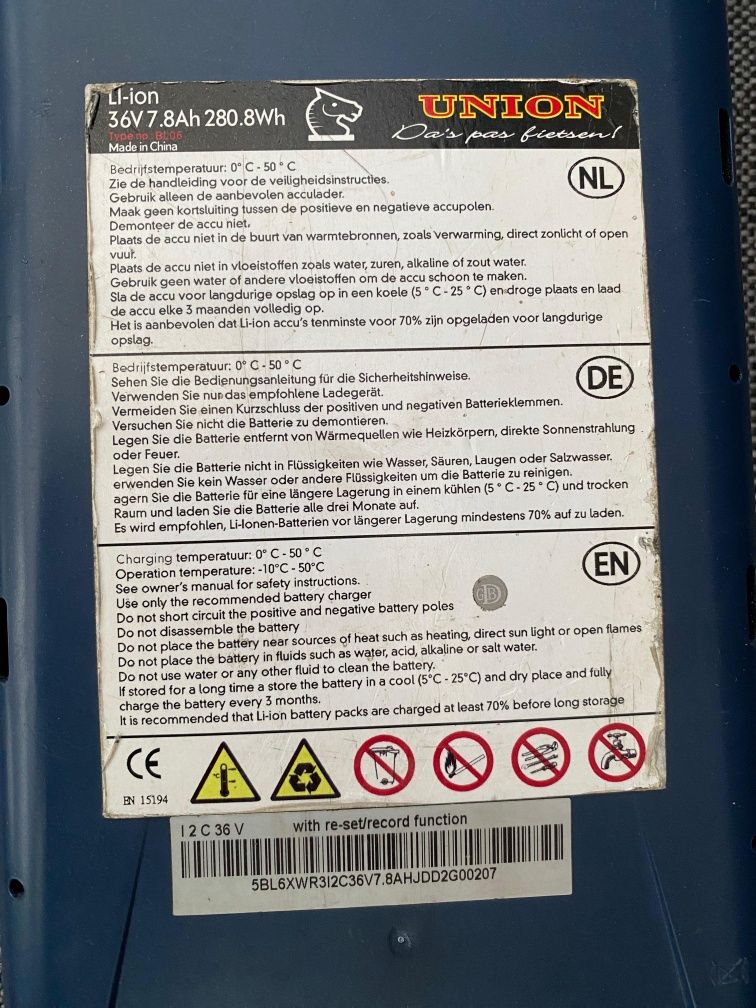 Li-ion
36V 7.8Ah 280.8Wh
Type no: BL06
Made in China
UNION
Da's pas fietsen!
NL
Bedrijfstemperatuur: 0° C - 50 ° C
Zie de handleiding voor de veiligheidsinstructies.
Gebruik alleen de aanbevolen acculader.
Maak geen kortsluiting tussen de positieve en negatieve accupolen.
Demonteer de accu niet.
Plaats de accu niet in de buurt van warmtebronnen, zoals verwarming, direct zonlicht of open
vuur.
Plaats de accu niet in vloeistoffen zoals water, zuren, alkaline of zout water.
Gebruik geen water of andere vloeistoffen om de accu schoon te maken.
Sla de accu voor langdurige opslag op in een koele (5 ° C - 25 ° C) en droge plaats en laad
de accu elke 3 maanden volledig op.
Het is aanbevolen dat Li-ion accu's tenminste voor 70% zijn opgeladen voor langdurige
opslag.
DE
Bedrijfstemperatuur: 0° C - 50 ° C
Sehen Sie die Bedienungsanleitung für die Sicherheitshinweise.
Verwenden Sie nur das empfohlene Ladegerät.
Vermeiden Sie einen Kurzschluss der positiven und negativen Batterieklemmen.
Versuchen Sie nicht die Batterie zu demontieren.
Legen Sie die Batterie entfernt von Wärmequellen wie Heizkörpern, direkte Sonnenstrahlung
oder Feuer.
Legen Sie die Batterie nicht in Flüssigkeiten wie Wasser, Säuren, Laugen oder Salzwasser.
erwenden Sie kein Wasser oder andere Flüssigkeiten um die Batterie zu reinigen.
agern Sie die Batterie für eine längere Lagerung in einem kühlen (5 ° C - 25 ° C) und trocken
Raum und laden Sie die Batterie alle drei Monate auf.
Es wird empfohlen, Li-Ionen-Batterien vor längerer Lagerung mindestens 70% auf zu laden.
EN
Charging temperatuur: 0° C - 50 ° C
Operation temperature: -10°C - 50°C
See owner's manual for safety instructions.
Use only the recommended battery charger
Do not short circuit the positive and negative battery poles
GB
Do not disassemble the battery
Do not place the battery near sources of heat such as heating, direct sun light or open flames
Do not place the battery in fluids such as water, acid, alkaline or salt water.
Do not use water or any other fluid to clean the battery.
If stored for a long time a store the battery in a cool (5°C - 25°C) and dry place and fully
charge the battery every 3 months.
It is recommended that Li-ion battery packs are charged at least 70% before long storage
CE
EN 15194
I 2 C 36 V with re-set/record function
5BL6XWR3I2C36V7.8AHJDD2G00207